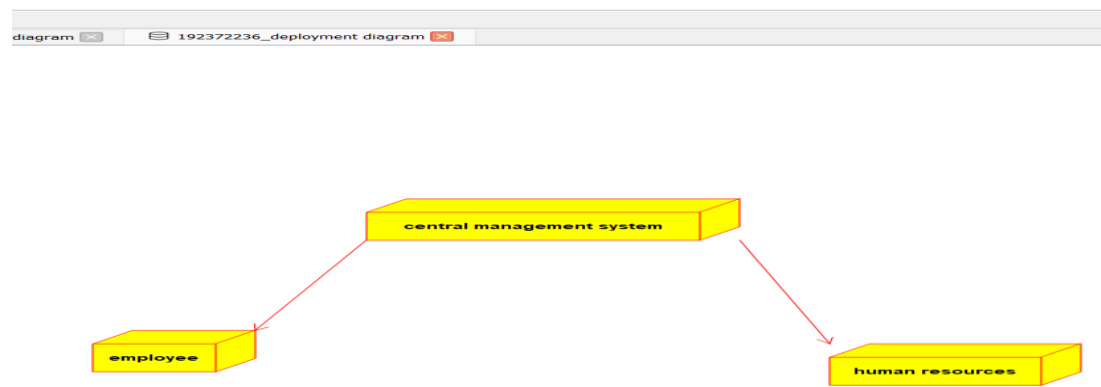 diagram
192372236_deployment diagram
central management system
employee
human resources